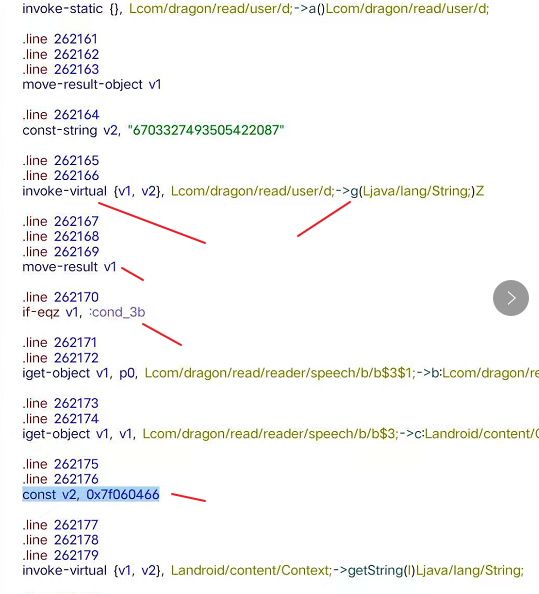 invoke-static {}, Lcom/dragon/read/user/d;->a()Lcom/dragon/read/user/d;
.line 262161
.line 262162
.line 262163
move-result-object v1
.line 262164
const-string v2, "6703327493505422087"
.line 262165
.line 262166
invoke-virtual {v1, v2}, Lcom/dragon/read/user/d;->g(Ljava/lang/String;)Z
.line 262167
.line 262168
.line 262169
move-result v1
.line 262170
if-eqz v1, :cond_3b
.line 262171
.line 262172
iget-object v1, p0, Lcom/dragon/read/reader/speech/b/b$3$1;->b:Lcom/dragon/re
.line 262173
.line 262174
iget-object v1, v1, Lcom/dragon/read/reader/speech/b/b$3;->c:Landroid/content/C
.line 262175
.line 262176
const v2, 0x7f060466
.line 262177
.line 262178
.line 262179
invoke-virtual {v1, v2}, Landroid/content/Context;->getString(I)Ljava/lang/String;